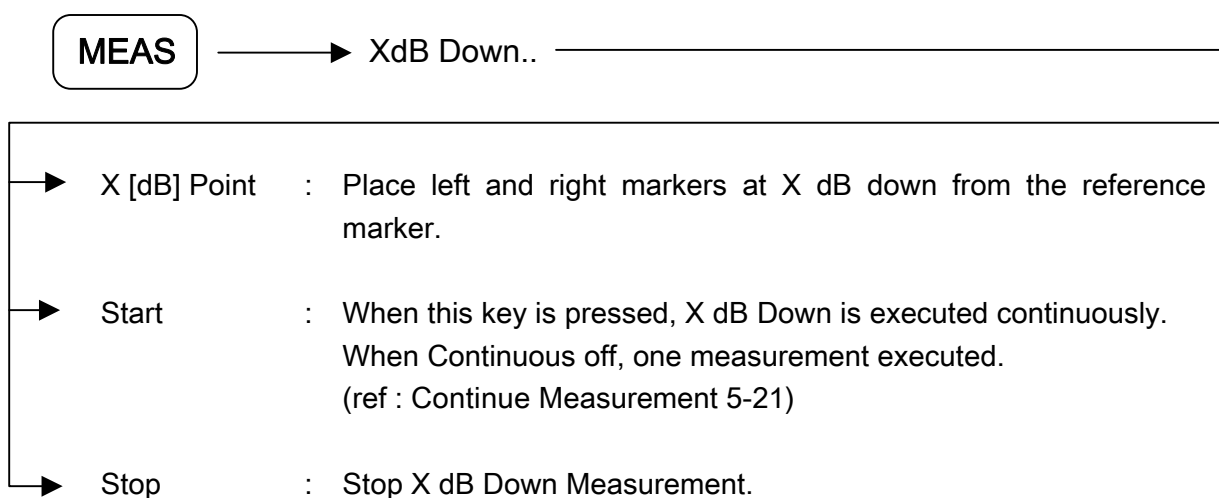 MEAS XdB Down..
X [dB] Point : Place left and right markers at X dB down from the reference
marker.
Start : When this key is pressed, X dB Down is executed continuously.
When Continuous off, one measurement executed.
(ref : Continue Measurement 5-21)
Stop : Stop X dB Down Measurement.